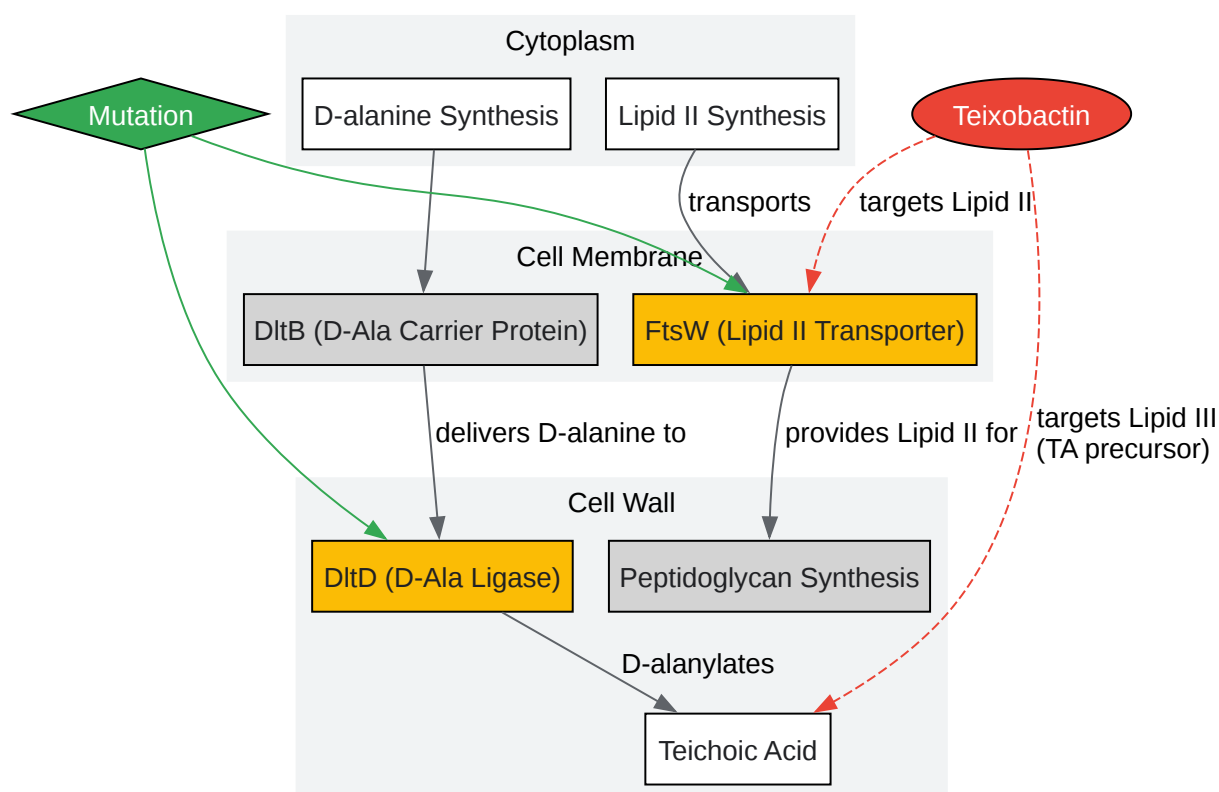 Cytoplasm
Mutation
D-alanine Synthesis
Lipid II Synthesis
Teixobactin
transports
targets Lipid II
Cell Membrane
DltB (D-Ala Carrier Protein)
FtsW (Lipid II Transporter)
delivers D-alanine to
provides Lipid II for
targets Lipid III
(TA precursor)
Cell Wall
DltD (D-Ala Ligase)
Peptidoglycan Synthesis
D-alanylates
Teichoic Acid